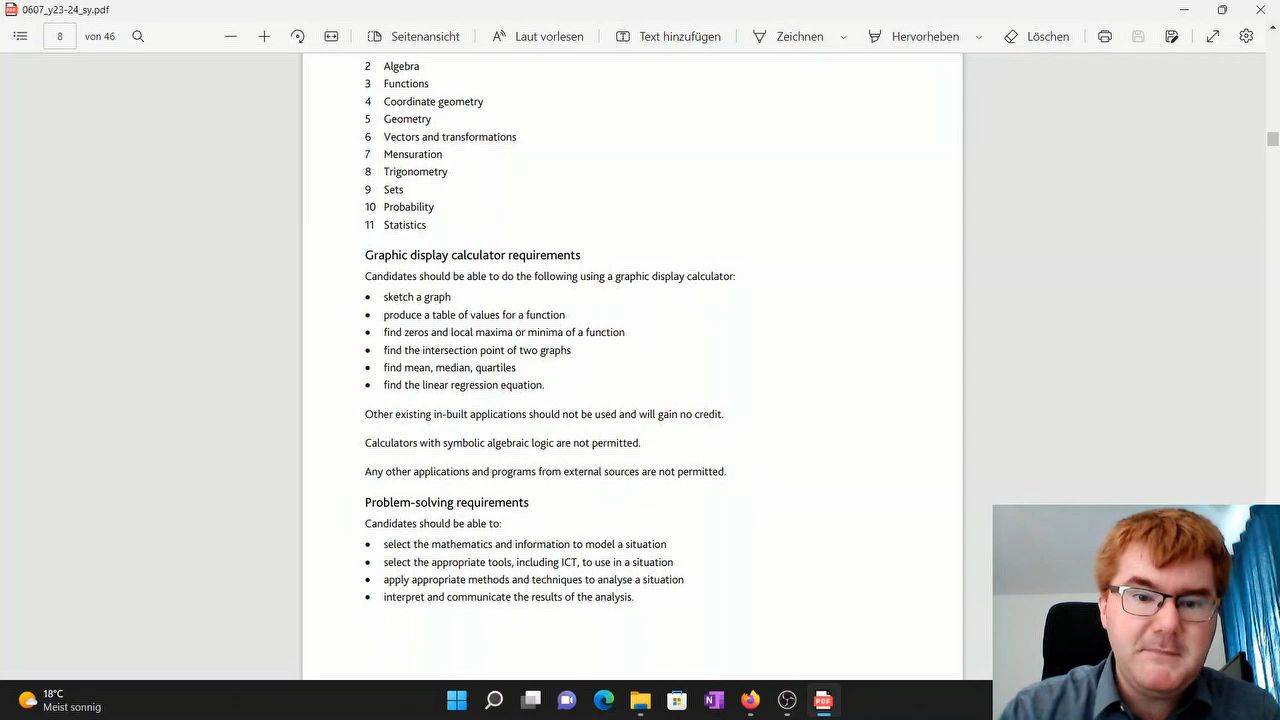 0607_y23-24_sy.pdf
8 von 46 Seitenansicht Laut vorlesen Text hinzufügen Zeichnen Hervorheben Löschen
2 Algebra
3 Functions
4 Coordinate geometry
5 Geometry
6 Vectors and transformations
7 Mensuration
8 Trigonometry
9 Sets
10 Probability
11 Statistics
Graphic display calculator requirements
Candidates should be able to do the following using a graphic display calculator:
• sketch a graph
• produce a table of values for a function
• find zeros and local maxima or minima of a function
• find the intersection point of two graphs
• find mean, median, quartiles
• find the linear regression equation.
Other existing in-built applications should not be used and will gain no credit.
Calculators with symbolic algebraic logic are not permitted.
Any other applications and programs from external sources are not permitted.
Problem-solving requirements
Candidates should be able to:
• select the mathematics and information to model a situation
• select the appropriate tools, including ICT, to use in a situation
• apply appropriate methods and techniques to analyse a situation
• interpret and communicate the results of the analysis.
18°C
Meist sonnig